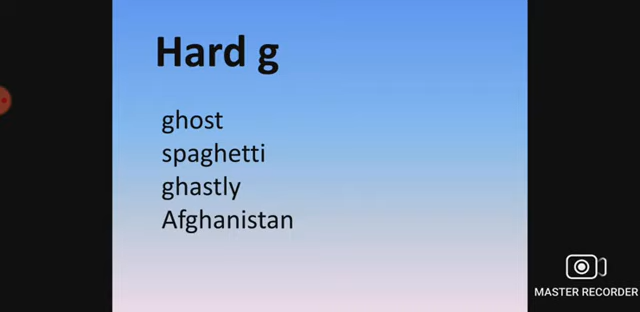 Hard g
ghost
spaghetti
ghastly
Afghanistan
MASTER RECORDER